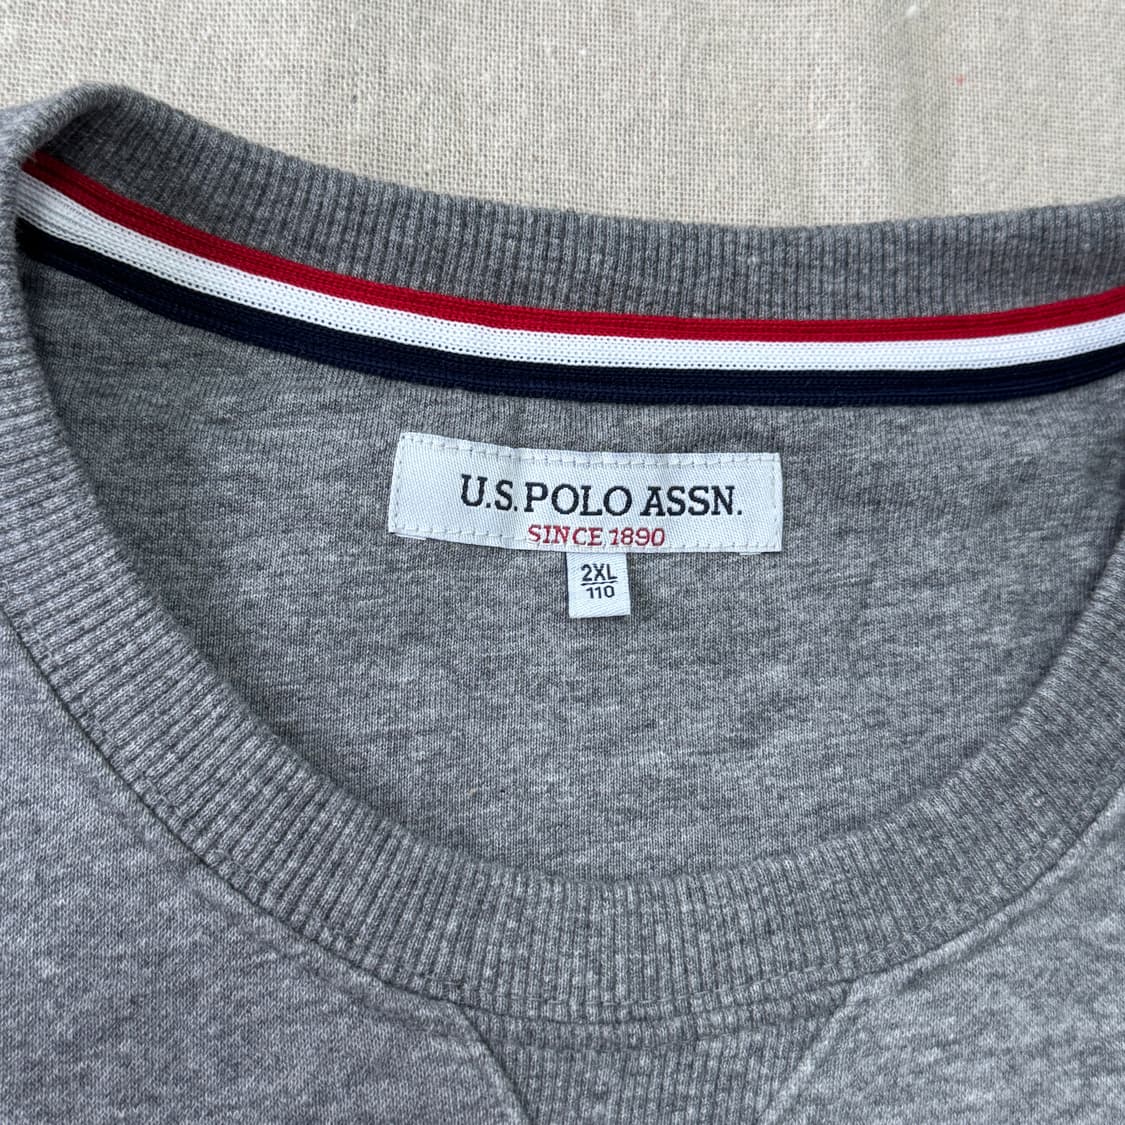 U.S. POLO ASSN.
SINCE 1890
2XL
110